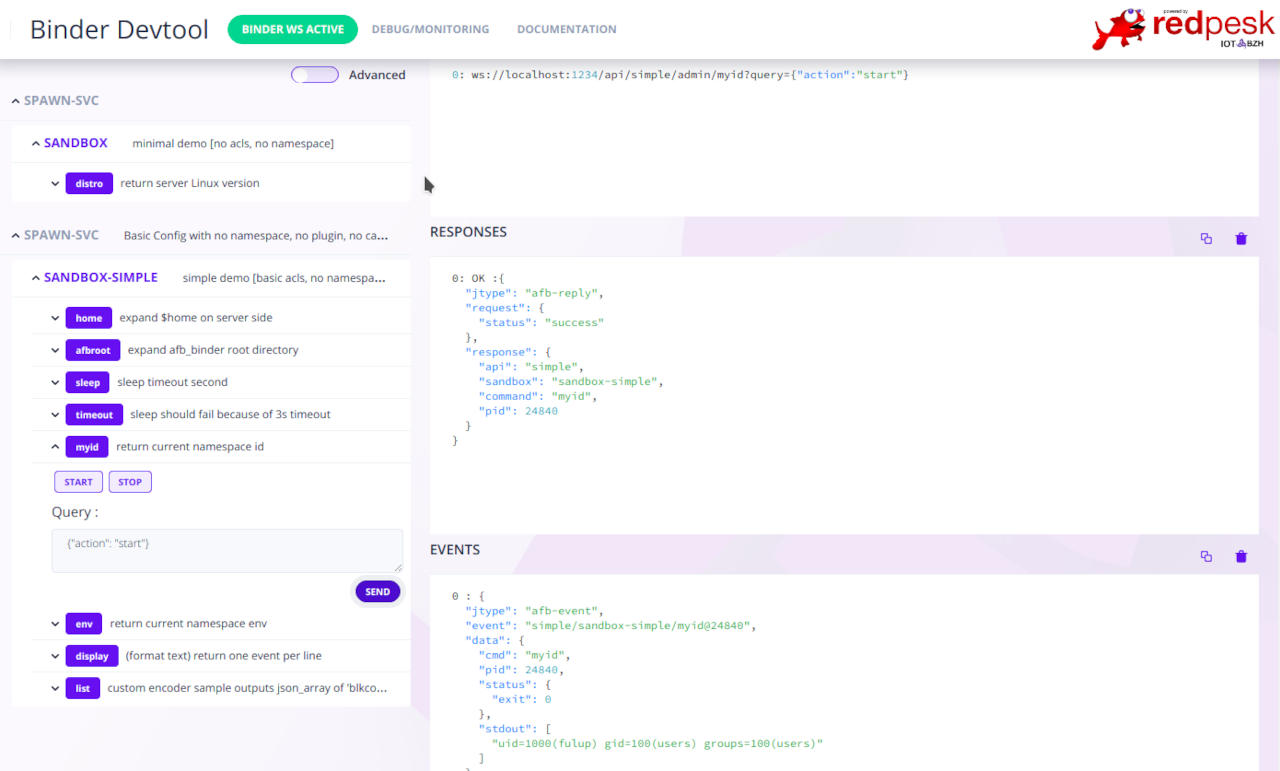 Binder Devtool
BINDER WS ACTIVE
DEBUG/MONITORING
DOCUMENTATION
powered by
redpesk
IOT BZH
Advanced
SPAWN-SVC
SANDBOX minimal demo [no acls, no namespace]
distro return server Linux version
SPAWN-SVC Basic Config with no namespace, no plugin, no ca...
SANDBOX-SIMPLE simple demo [basic acls, no namespa...
home expand $home on server side
afbroot expand afb_binder root directory
sleep sleep timeout second
timeout sleep should fail because of 3s timeout
myid return current namespace id
START STOP
Query :
{"action": "start"}
SEND
env return current namespace env
display (format text) return one event per line
list custom encoder sample outputs json_array of 'blkco...
0: ws://localhost:1234/api/simple/admin/myid?query={"action":"start"}
RESPONSES
0: OK :{
"jtype": "afb-reply",
"request": {
"status": "success"
},
"response": {
"api": "simple",
"sandbox": "sandbox-simple",
"command": "myid",
"pid": 24840
}
}
EVENTS
0 : {
"jtype": "afb-event",
"event": "simple/sandbox-simple/myid@24840",
"data": {
"cmd": "myid",
"pid": 24840,
"status": {
"exit": 0
},
"stdout": [
"uid=1000(fulup) gid=100(users) groups=100(users)"
]